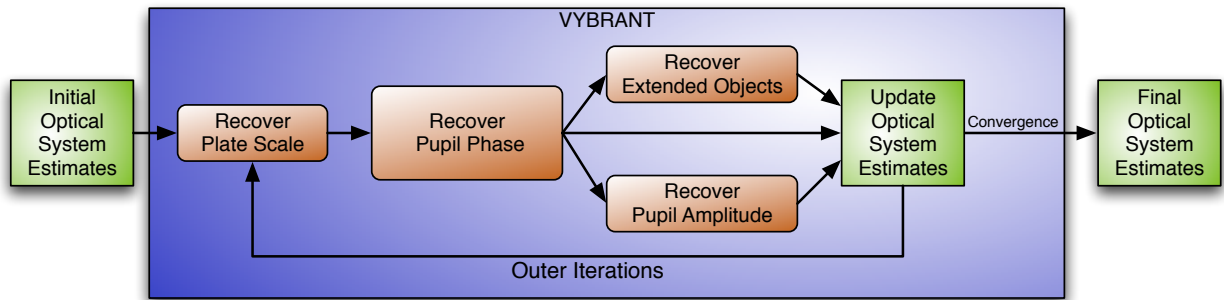 VYBRANT
Initial
Optical
System
Estimates
Recover
Plate Scale
Recover
Pupil Phase
Recover
Extended Objects
Recover
Pupil Amplitude
Update
Optical
System
Estimates
Convergence
Final
Optical
System
Estimates
Outer Iterations